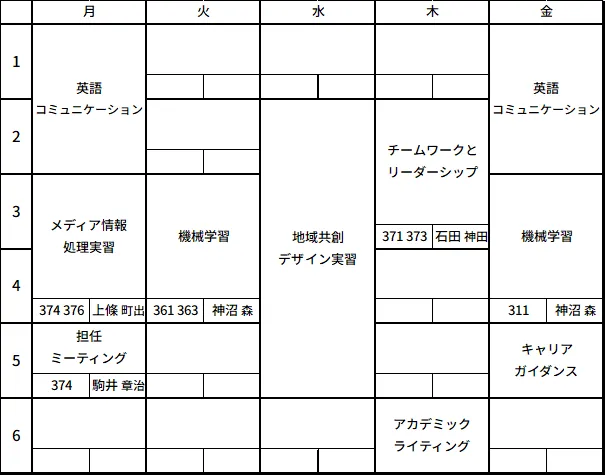 月 火 水 木 金
1
英語
コミュニケーション
英語
コミュニケーション
2
チームワークと
リーダーシップ
3
メディア情報
処理実習
機械学習
地域共創
デザイン実習
371 373 石田 神田
機械学習
4
374 376 上條 町出
361 363 神沼 森
311 神沼 森
5
担任
ミーティング
374 駒井 章治
キャリア
ガイダンス
6
アカデミック
ライティング